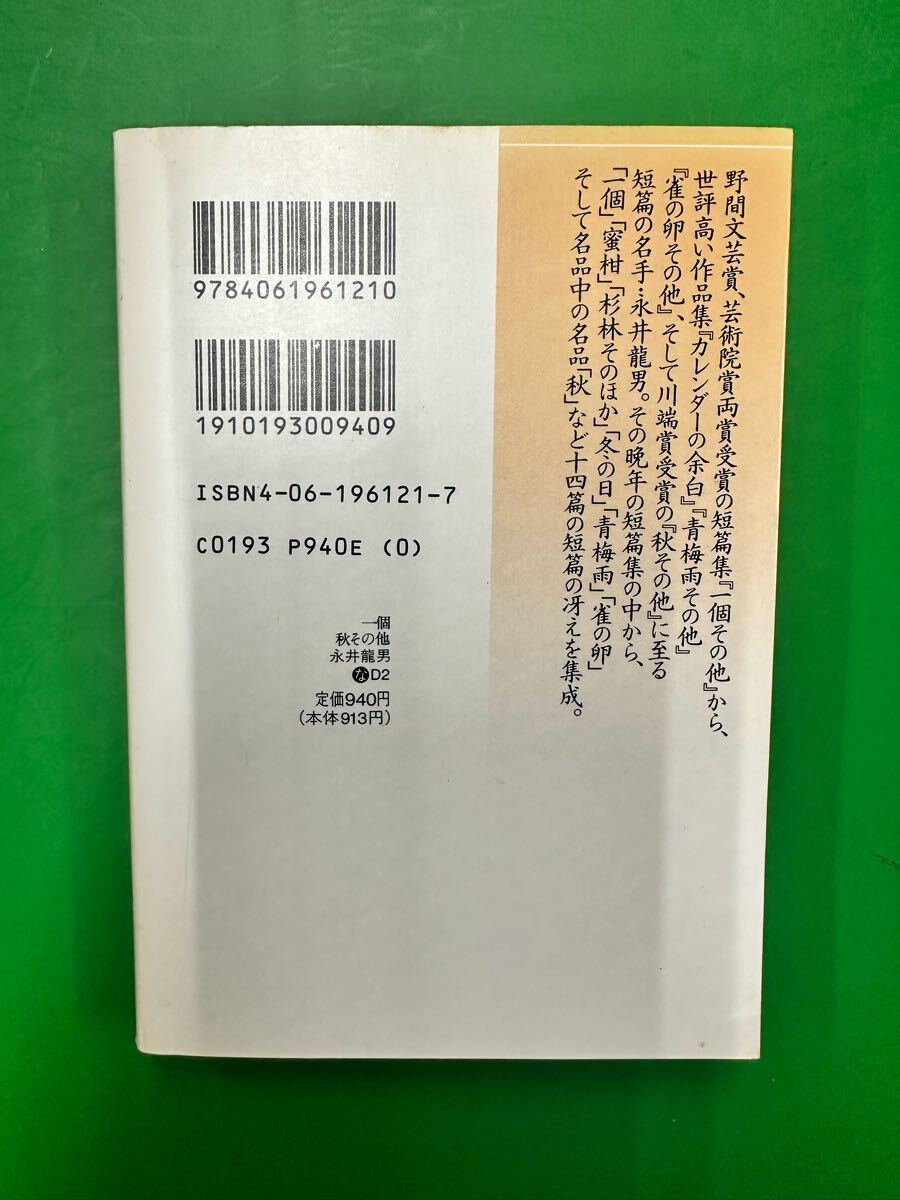 野間文芸賞、芸術院賞両賞受賞の短篇集『一個その他』から、
世評高い作品集『カレンダーの余白』『青梅雨その他』
『雀の卵その他』、そして川端賞受賞の『秋その他』に至る
短篇の名手…永井龍男。その晩年の短篇集の中から、
「一個」「蜜柑」「杉林そのほか」「冬の日」「青梅雨」「雀の卵」
そして名品中の名品「秋」など十四篇の短篇の冴えを集成。
9784061961210
1910193009409
ISBN4-06-196121-7
C0193 P940E (0)
一個
秋その他
永井龍男
なD2
定価940円
(本体913円)